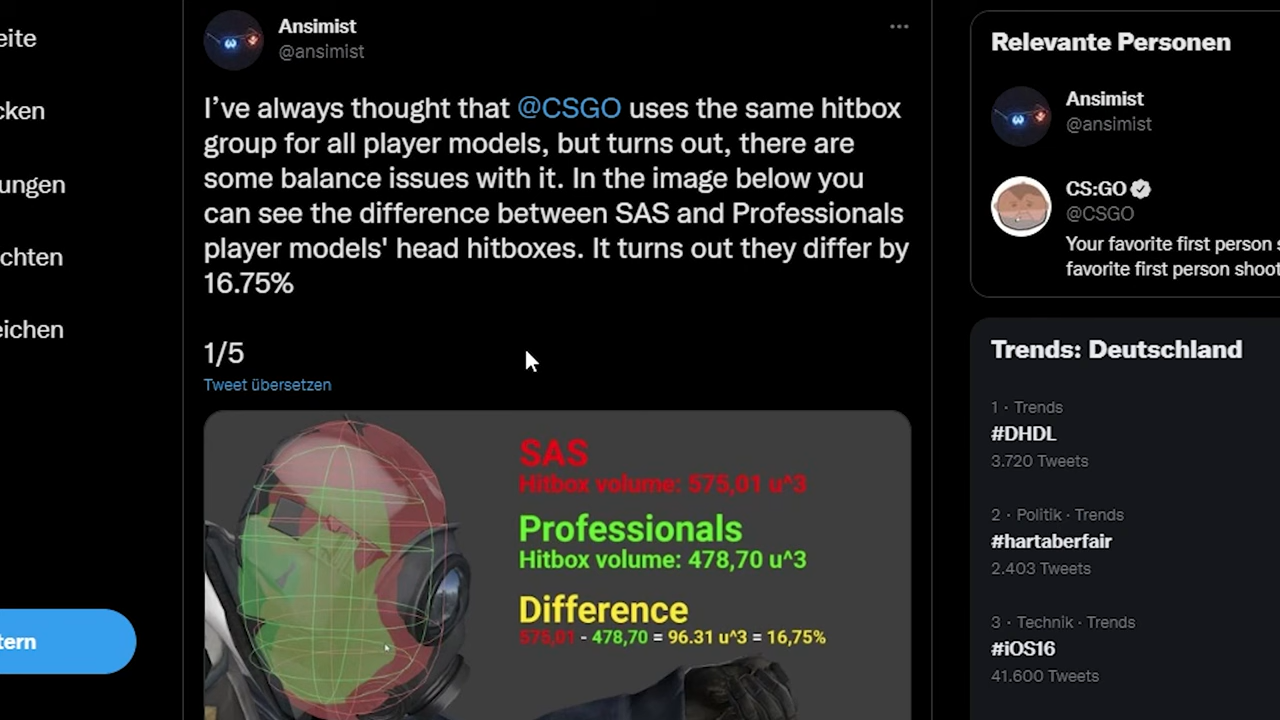 eite
cken
ungen
chten
eichen
tern
Ansimist
@ansimist
I’ve always thought that @CSGO uses the same hitbox
group for all player models, but turns out, there are
some balance issues with it. In the image below you
can see the difference between SAS and Professionals
player models' head hitboxes. It turns out they differ by
16.75%
1/5
Tweet übersetzen
SAS
Hitbox volume: 575,01 u^3
Professionals
Hitbox volume: 478,70 u^3
Difference
575,01 - 478,70 = 96.31 u^3 = 16,75%
Relevante Personen
Ansimist
@ansimist
CS:GO
@CSGO
Your favorite first person s
favorite first person shoot
Trends: Deutschland
1 · Trends
#DHDL
3.720 Tweets
2 · Politik · Trends
#hartaberfair
2.403 Tweets
3 · Technik · Trends
#iOS16
41.600 Tweets